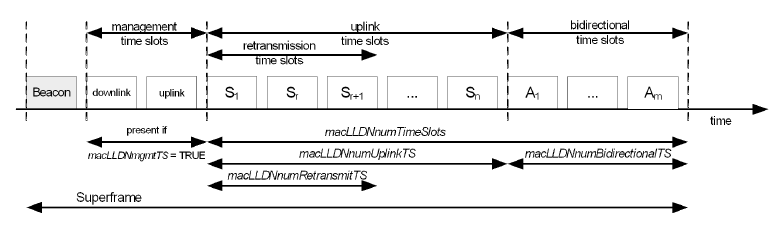 management
time slots
uplink
time slots
bidirectional
time slots
retransmission
time slots
Beacon
downlink
uplink
S1
Sr
Sr+1
...
Sn
A1
...
Am
time
present if
macLLDNmgmtTS = TRUE
macLLDNnumTimeSlots
macLLDNnumUplinkTS
macLLDNnumBidirectionalTS
macLLDNnumRetransmitTS
Superframe